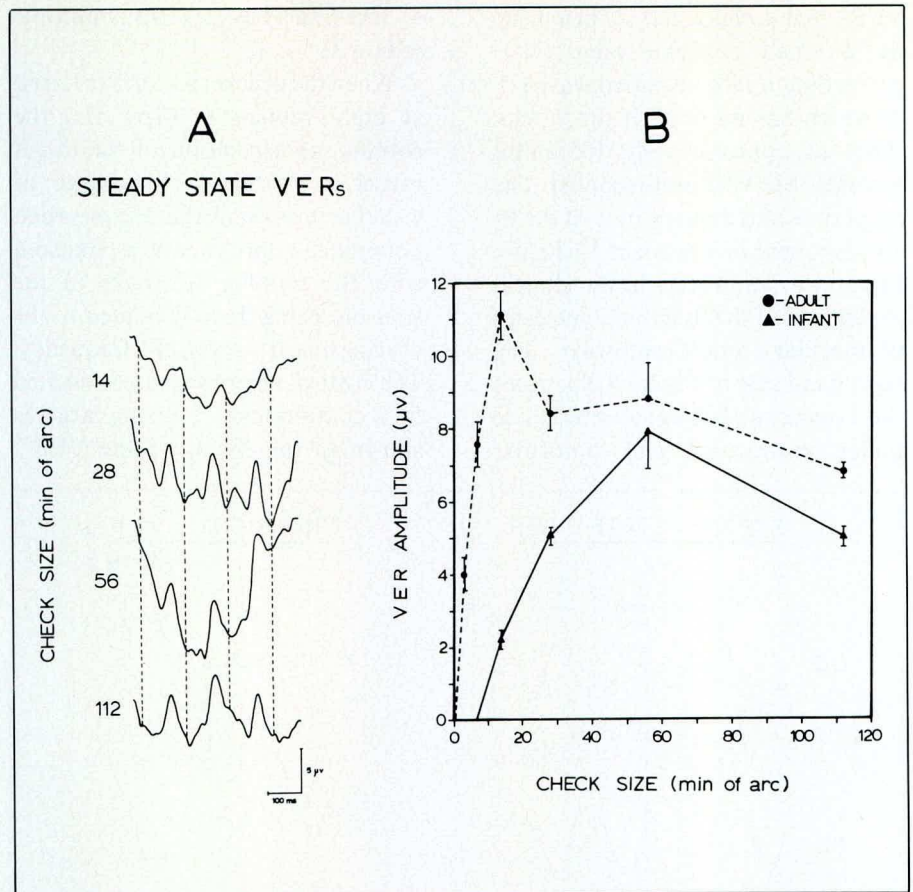 A
STEADY STATE VERs
CHECK SIZE (min of arc)
14
28
56
112
5 μv
100 ms
B
VER AMPLITUDE (μv)
12
10
8
6
4
2
0
●-ADULT
▲-INFANT
0 20 40 60 80 100 120
CHECK SIZE (min of arc)